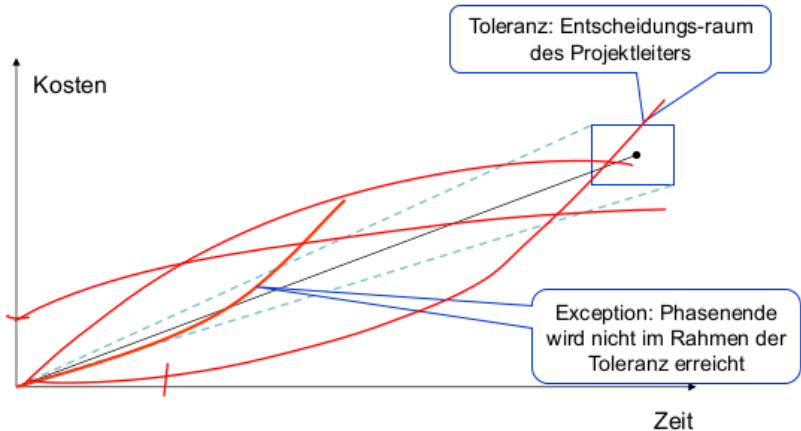 Toleranz: Entscheidungs-raum
des Projektleiters
Kosten
Exception: Phasenende
wird nicht im Rahmen der
Toleranz erreicht
Zeit